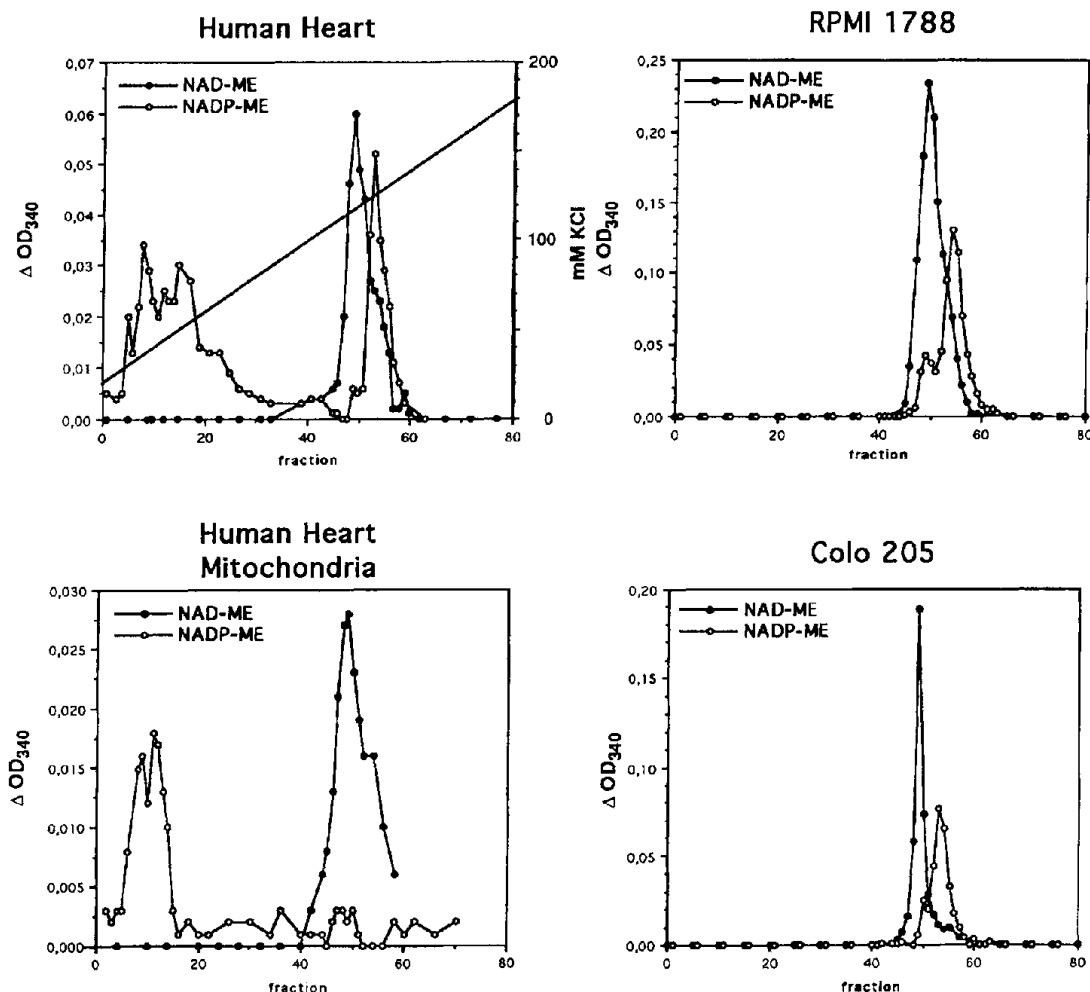 Human Heart
0,07
0,06
0,05
0,04
0,03
0,02
0,01
0,00
Δ OD340
200
100
0
mM KCl
NAD-ME
NADP-ME
0 20 40 60 80
fraction
RPMI 1788
0,25
0,20
0,15
0,10
0,05
0,00
Δ OD340
NAD-ME
NADP-ME
0 20 40 60 80
fraction
Human Heart
Mitochondria
0,030
0,025
0,020
0,015
0,010
0,005
0,000
Δ OD340
NAD-ME
NADP-ME
0 20 40 60 80
fraction
Colo 205
0,20
0,15
0,10
0,05
0,00
Δ OD340
NAD-ME
NADP-ME
0 20 40 60 80
fraction